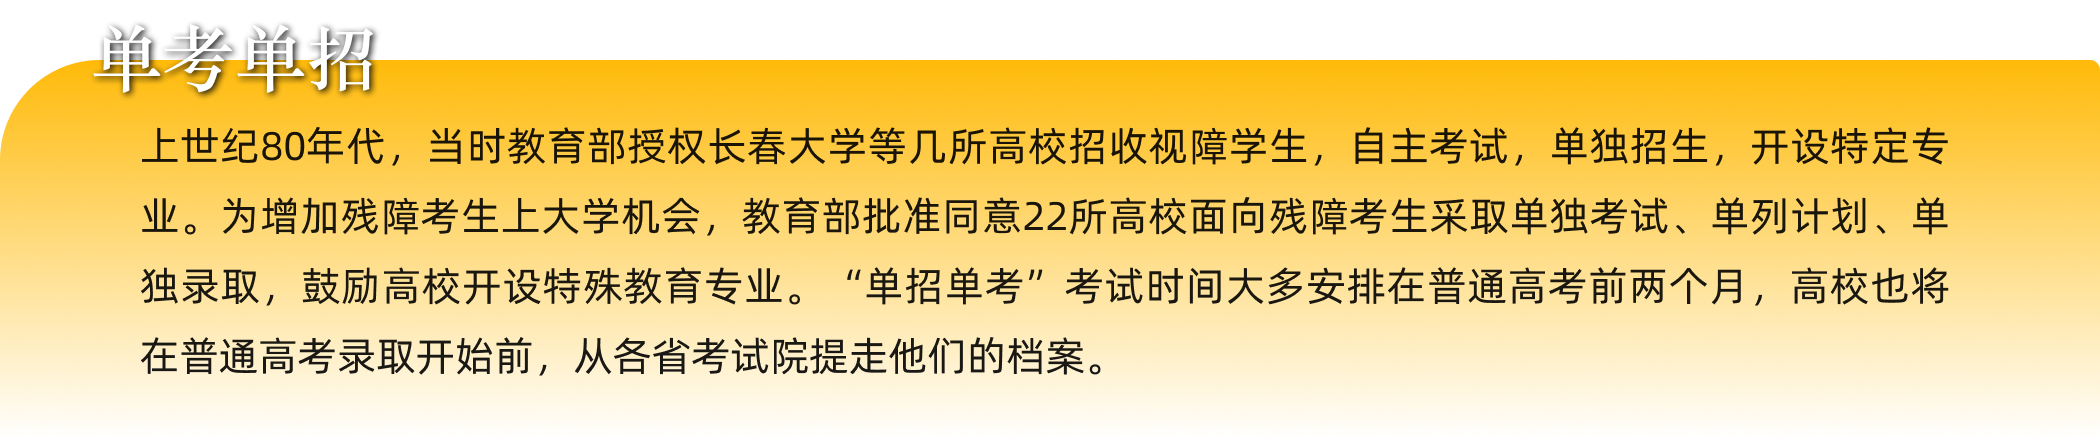 单考单招
上世纪80年代，当时教育部授权长春大学等几所高校招收视障学生，自主考试，单独招生，开设特定专
业。为增加残障考生上大学机会，教育部批准同意22所高校面向残障考生采取单独考试、单列计划、单
独录取，鼓励高校开设特殊教育专业。“单招单考”考试时间大多安排在普通高考前两个月，高校也将
在普通高考录取开始前，从各省考试院提走他们的档案。